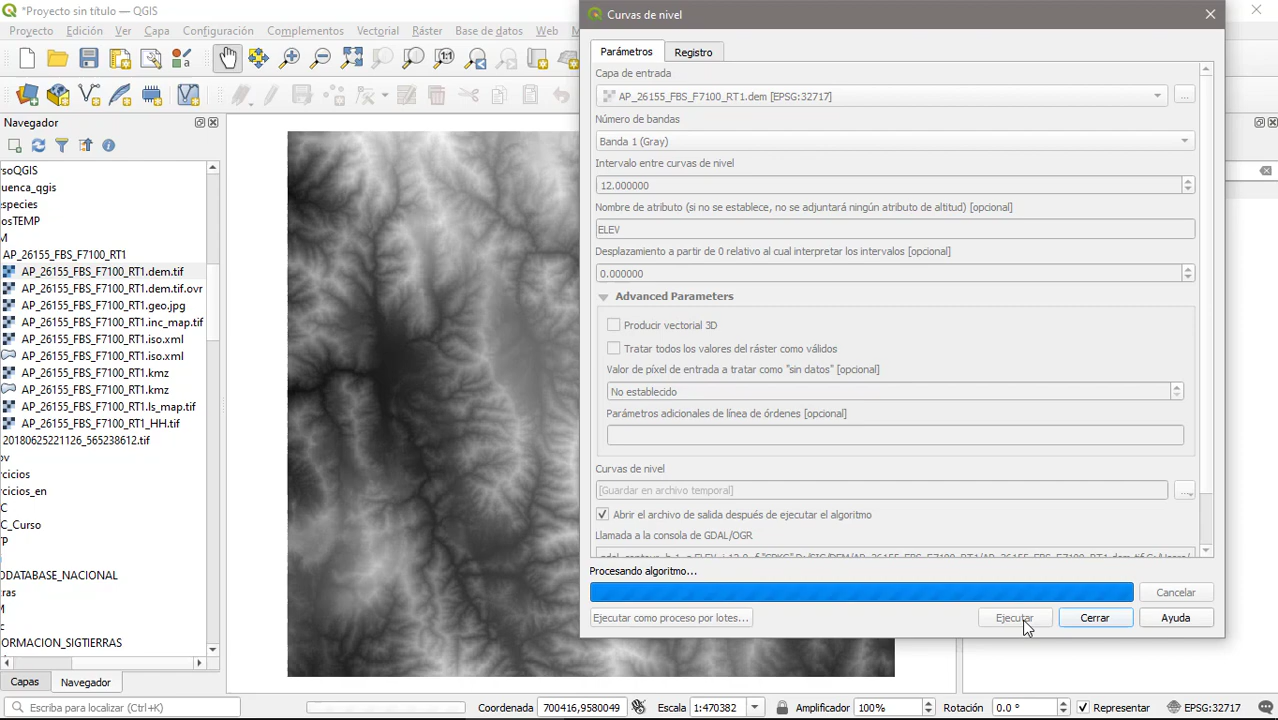 *Proyecto sin título — QGIS
Proyecto Edición Ver Capa Configuración Complementos Vectorial Ráster Base de datos Web
Navegador
rsoQGIS
uenca_qgis
especies
osTEMP
M
AP_26155_FBS_F7100_RT1
AP_26155_FBS_F7100_RT1.dem.tif
AP_26155_FBS_F7100_RT1.dem.tif.ovr
AP_26155_FBS_F7100_RT1.geo.jpg
AP_26155_FBS_F7100_RT1.inc_map.tif
AP_26155_FBS_F7100_RT1.iso.xml
AP_26155_FBS_F7100_RT1.iso.xml
AP_26155_FBS_F7100_RT1.kmz
AP_26155_FBS_F7100_RT1.kmz
AP_26155_FBS_F7100_RT1.ls_map.tif
AP_26155_FBS_F7100_RT1_HH.tif
20180625221126_565238612.tif
ov
rcicios
rcicios_en
C
C_Curso
TP
ODATABASE_NACIONAL
tras
M
FORMACION_SIGTIERRAS
Capas Navegador
Curvas de nivel
Parámetros Registro
Capa de entrada
AP_26155_FBS_F7100_RT1.dem [EPSG:32717]
...
Número de bandas
Banda 1 (Gray)
Intervalo entre curvas de nivel
12.000000
Nombre de atributo (si no se establece, no se adjuntará ningún atributo de altitud) [opcional]
ELEV
Desplazamiento a partir de 0 relativo al cual interpretar los intervalos [opcional]
0.000000
Advanced Parameters
Producir vectorial 3D
Tratar todos los valores del ráster como válidos
Valor de píxel de entrada a tratar como "sin datos" [opcional]
No establecido
Parámetros adicionales de línea de órdenes [opcional]
Curvas de nivel
[Guardar en archivo temporal]
...
Abrir el archivo de salida después de ejecutar el algoritmo
Llamada a la consola de GDAL/OGR
Procesando algoritmo...
Cancelar
Ejecutar como proceso por lotes... Ejecutar Cerrar Ayuda
Escriba para localizar (Ctrl+K) Coordenada 700416,9580049 Escala 1:470382 Amplificador 100% Rotación 0.0 ° Representar EPSG:32717